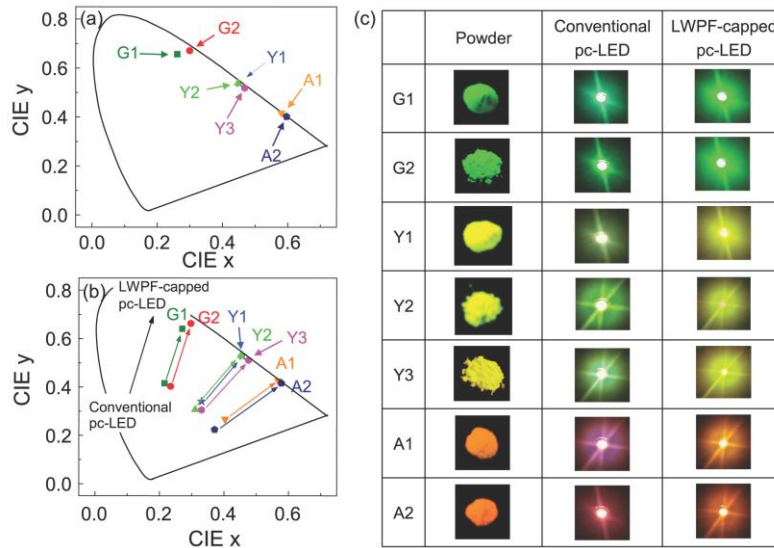 (a)
G2
G1
Y1
Y2
A1
Y3
A2
CIE y
0.8
0.6
0.4
0.2
0.0
0.0 0.2 0.4 0.6
CIE x
(b)
LWPF-capped
pc-LED
G1
G2
Y1
Y2
Y3
A1
A2
Conventional
pc-LED
CIE y
0.8
0.6
0.4
0.2
0.0
0.0 0.2 0.4 0.6
CIE x
(c)
Powder
Conventional
pc-LED
LWPF-capped
pc-LED
G1
G2
Y1
Y2
Y3
A1
A2